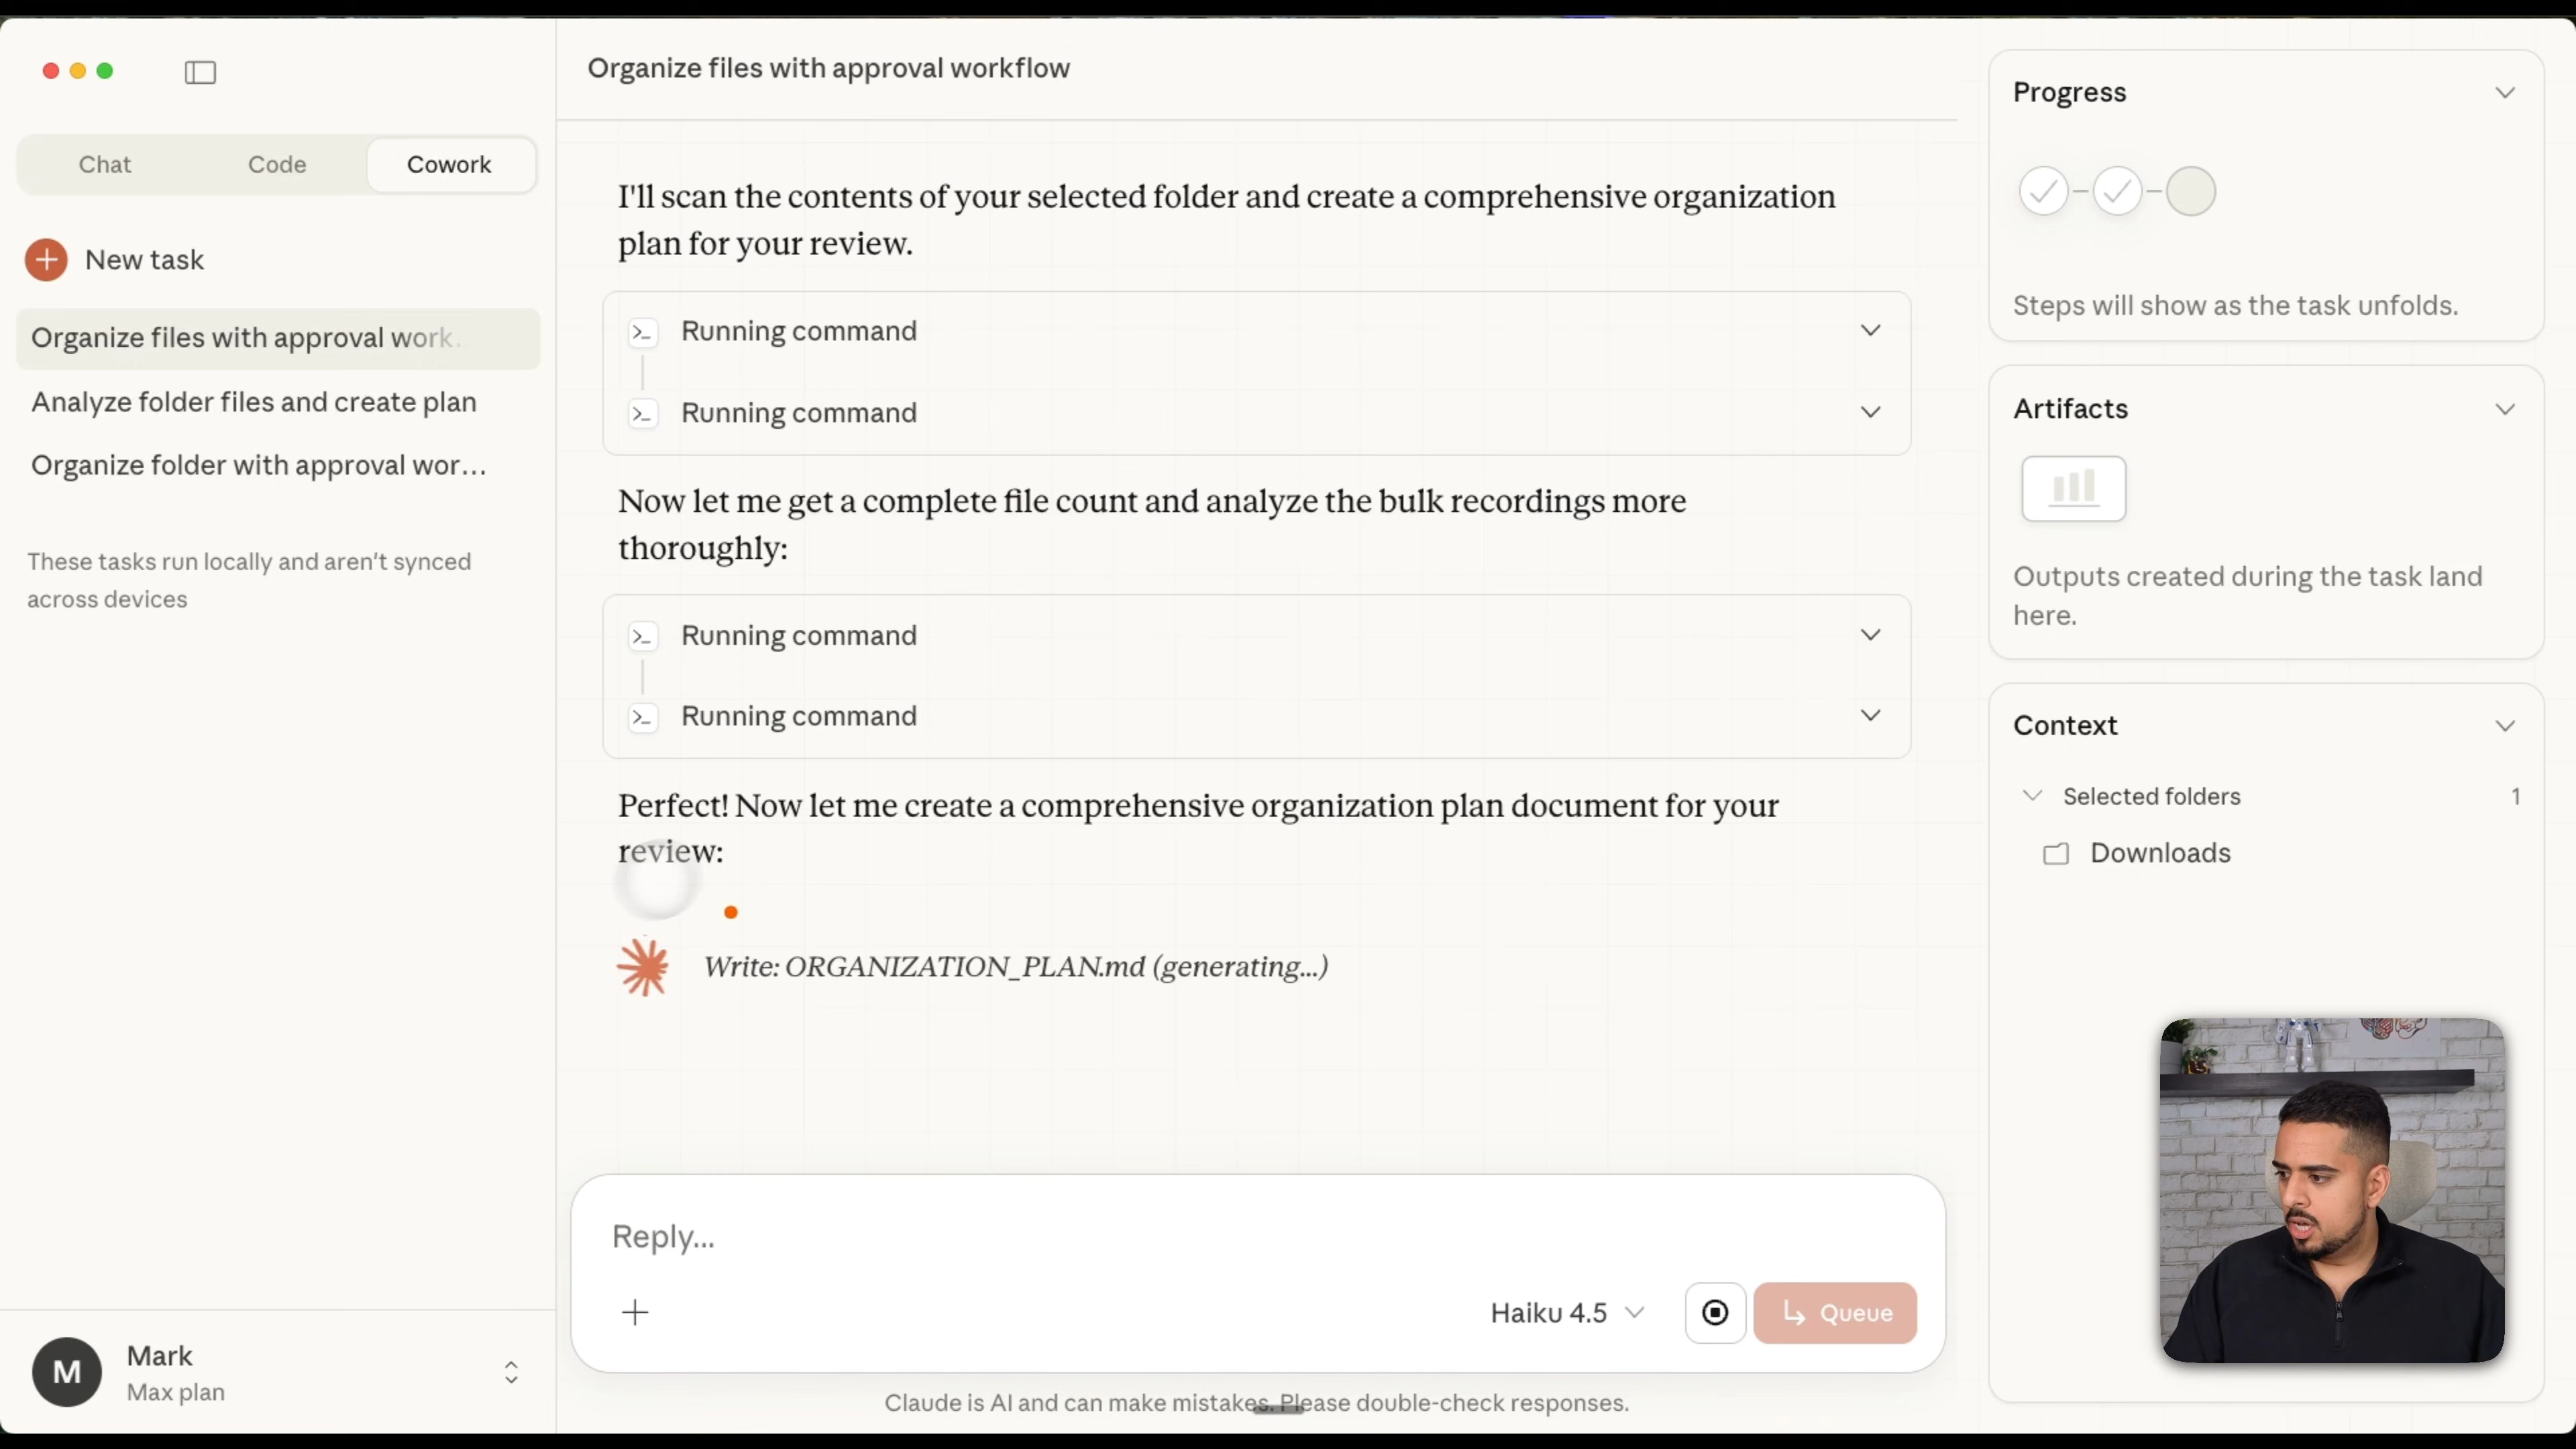 Organize files with approval workflow
Chat
Code
Cowork
New task
Organize files with approval work.
Analyze folder files and create plan
Organize folder with approval wor...
These tasks run locally and aren't synced
across devices
Mark
Max plan
M
I'll scan the contents of your selected folder and create a comprehensive organization
plan for your review.
Running command
Running command
Now let me get a complete file count and analyze the bulk recordings more
thoroughly:
Running command
Running command
Perfect! Now let me create a comprehensive organization plan document for your
review:
Write: ORGANIZATION_PLAN.md (generating...)
Reply...
Haiku 4.5
Queue
Claude is AI and can make mistakes. Please double-check responses.
Progress
Steps will show as the task unfolds.
Artifacts
Outputs created during the task land
here.
Context
Selected folders
1
Downloads